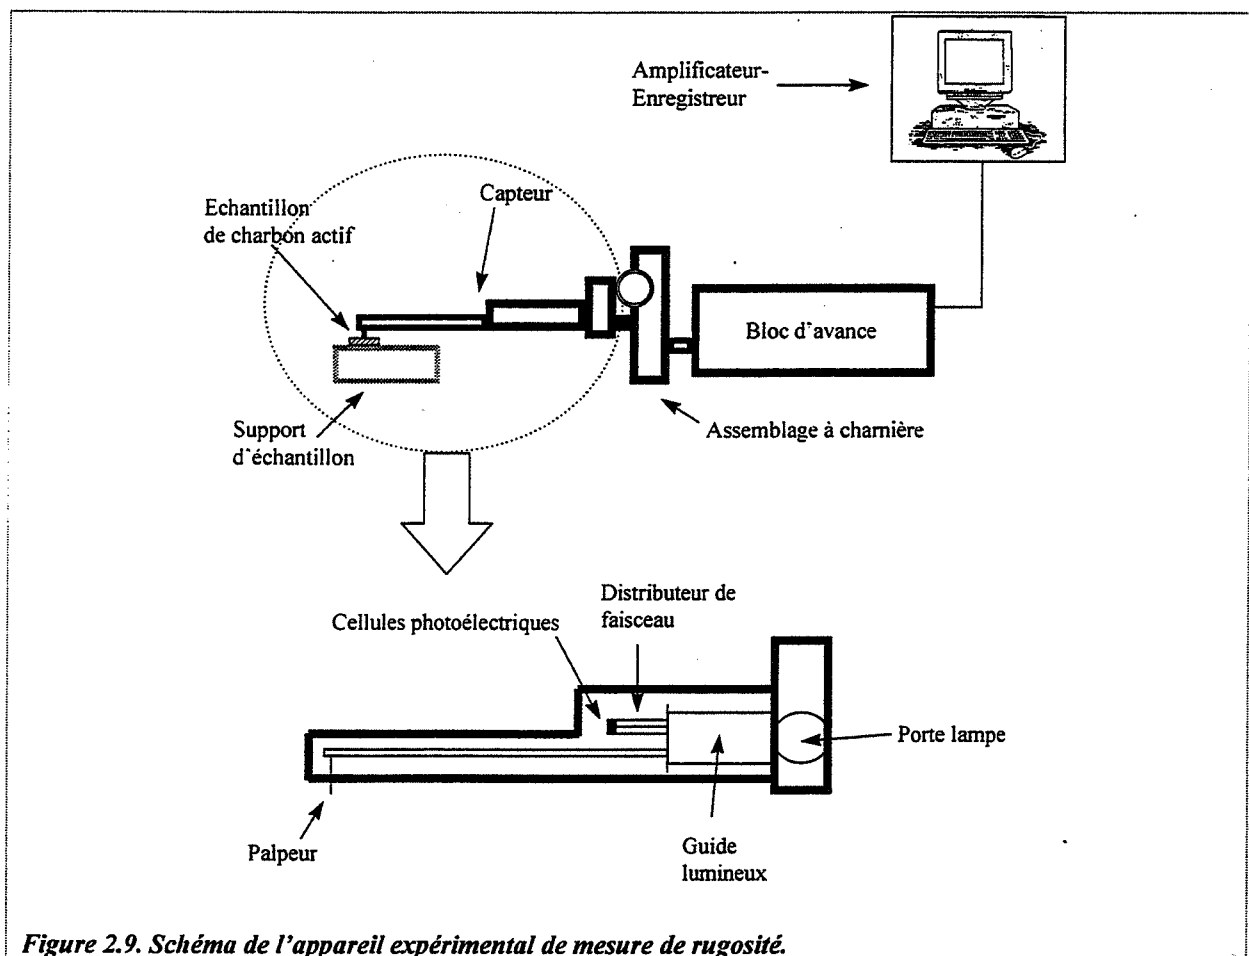 Amplificateur-
Enregistreur
Capteur
Echantillon
de charbon actif
Bloc d'avance
Support
d'échantillon
Assemblage à charnière
Distributeur de
faisceau
Cellules photoélectriques
Porte lampe
Palpeur
Guide
lumineux
Figure 2.9. Schéma de l'appareil expérimental de mesure de rugosité.